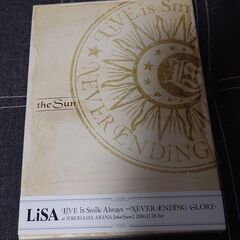 LiVE is Smile
NEVER ENDiNG
the Sun
LiSA LiVE is Smile Always ~NEVER ENDiNG GLORY~
at YOKOHAMA ARENA [the Sun] 2016.11.26 Sat